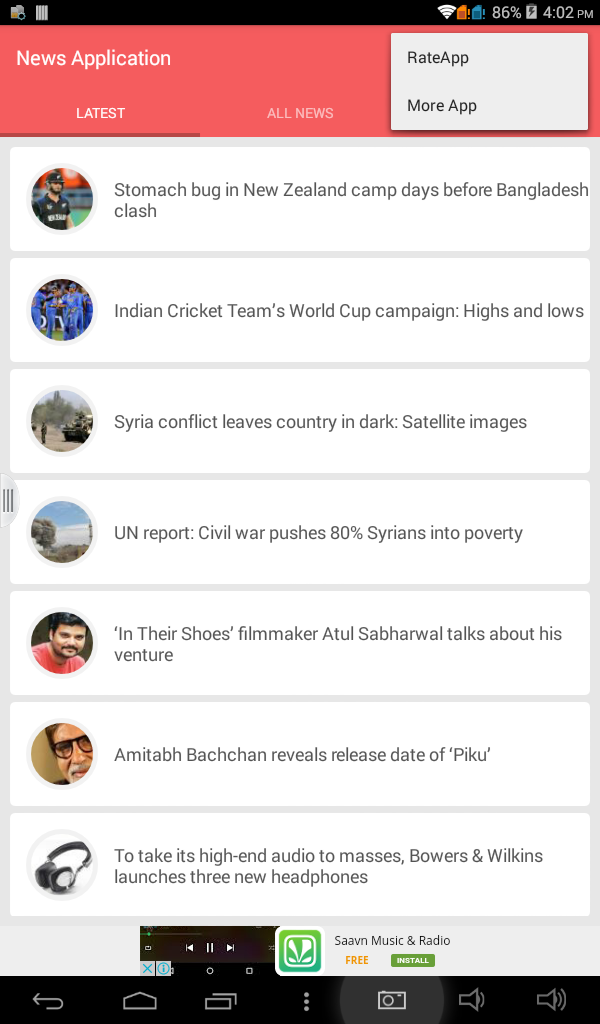 86% 4:02 PM
News Application
RateApp
More App
LATEST
ALL NEWS
Stomach bug in New Zealand camp days before Bangladesh
clash
Indian Cricket Team’s World Cup campaign: Highs and lows
Syria conflict leaves country in dark: Satellite images
UN report: Civil war pushes 80% Syrians into poverty
‘In Their Shoes’ filmmaker Atul Sabharwal talks about his
venture
Amitabh Bachchan reveals release date of ‘Piku’
To take its high-end audio to masses, Bowers & Wilkins
launches three new headphones
Saavn Music & Radio
FREE
INSTALL